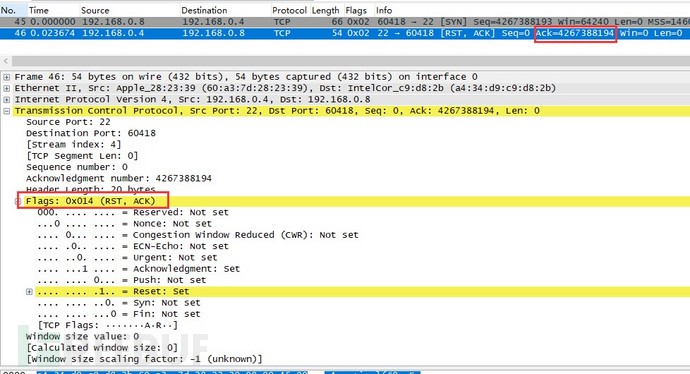 No. Time Source Destination Protocol Length Flags Info
45 0.000000 192.168.0.8 192.168.0.4 TCP 66 0x02 60418 → 22 [SYN] Seq=4267388193 Win=64240 Len=0 MSS=1460
46 0.023674 192.168.0.4 192.168.0.8 TCP 54 0x014 22 → 60418 [RST, ACK] Seq=0 Ack=4267388194 Win=0 Len=0
Frame 46: 54 bytes on wire (432 bits), 54 bytes captured (432 bits) on interface 0
Ethernet II, Src: Apple_28:23:39 (60:a3:7d:28:23:39), Dst: IntelCor_c9:d8:2b (a4:34:d9:c9:d8:2b)
Internet Protocol Version 4, Src: 192.168.0.4, Dst: 192.168.0.8
Transmission Control Protocol, Src Port: 22, Dst Port: 60418, Seq: 0, Ack: 4267388194, Len: 0
Source Port: 22
Destination Port: 60418
[Stream index: 4]
[TCP Segment Len: 0]
Sequence number: 0
Acknowledgment number: 4267388194
Header Length: 20 bytes
Flags: 0x014 (RST, ACK)
000. .... .... = Reserved: Not set
...0 .... .... = Nonce: Not set
.... 0... .... = Congestion Window Reduced (CWR): Not set
.... .0.. .... = ECN-Echo: Not set
.... ..0. .... = Urgent: Not set
.... ...1 .... = Acknowledgment: Set
.... .... 0... = Push: Not set
.... .... .1.. = Reset: Set
.... .... ..0. = Syn: Not set
.... .... ...0 = Fin: Not set
[TCP Flags: ·······A·R··]
Window size value: 0
[Calculated window size: 0]
[Window size scaling factor: -1 (unknown)]